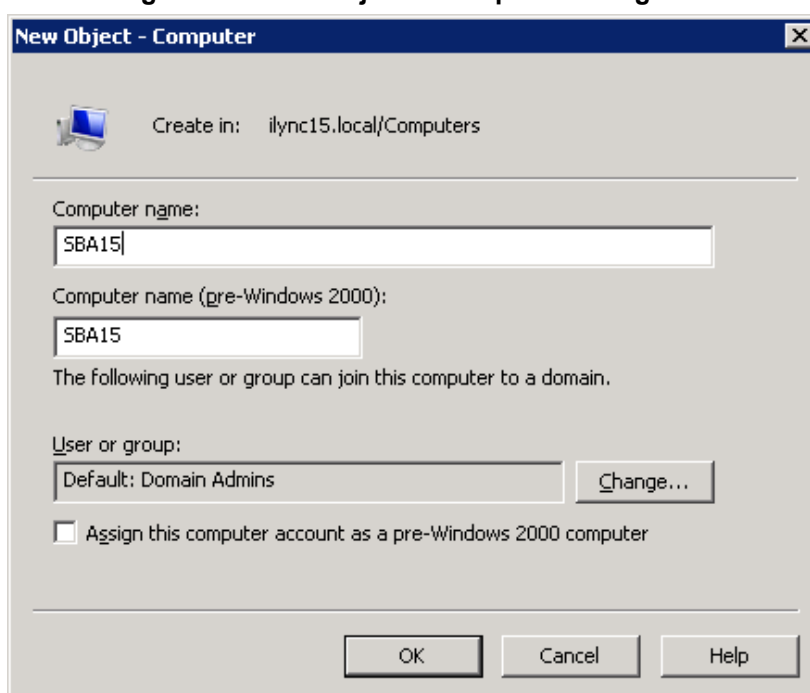 New Object - Computer
Create in: ilync15.local/Computers
Computer name:
SBA15
Computer name (pre-Windows 2000):
SBA15
The following user or group can join this computer to a domain.
User or group:
Default: Domain Admins
Change...
Assign this computer account as a pre-Windows 2000 computer
OK Cancel Help